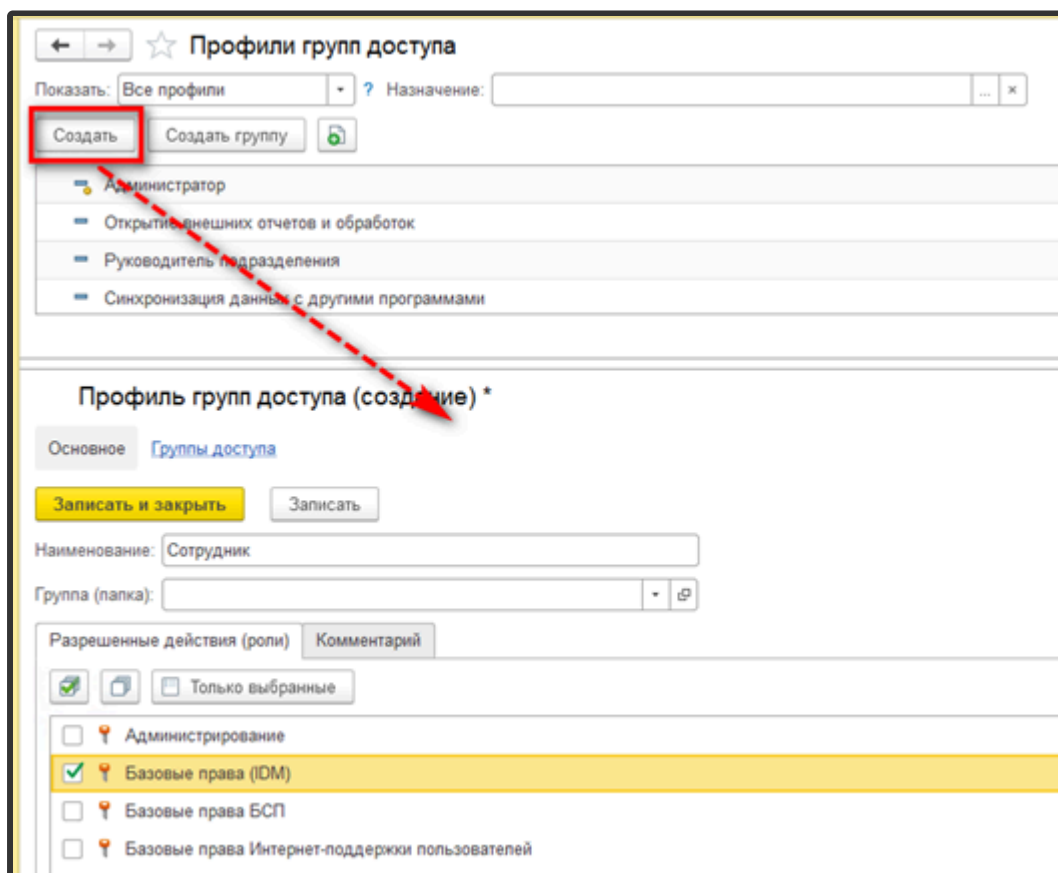 Профили групп доступа
Показать: Все профили ? Назначение: ... ×
Создать Создать группу
Администратор
Открытие внешних отчетов и обработок
Руководитель подразделения
Синхронизация данных с другими программами
Профиль групп доступа (создание) *
Основное Группы доступа
Записать и закрыть Записать
Наименование: Сотрудник
Группа (папка):
Разрешенные действия (роли) Комментарий
Только выбранные
Администрирование
Базовые права (IDM)
Базовые права БСП
Базовые права Интернет-поддержки пользователей